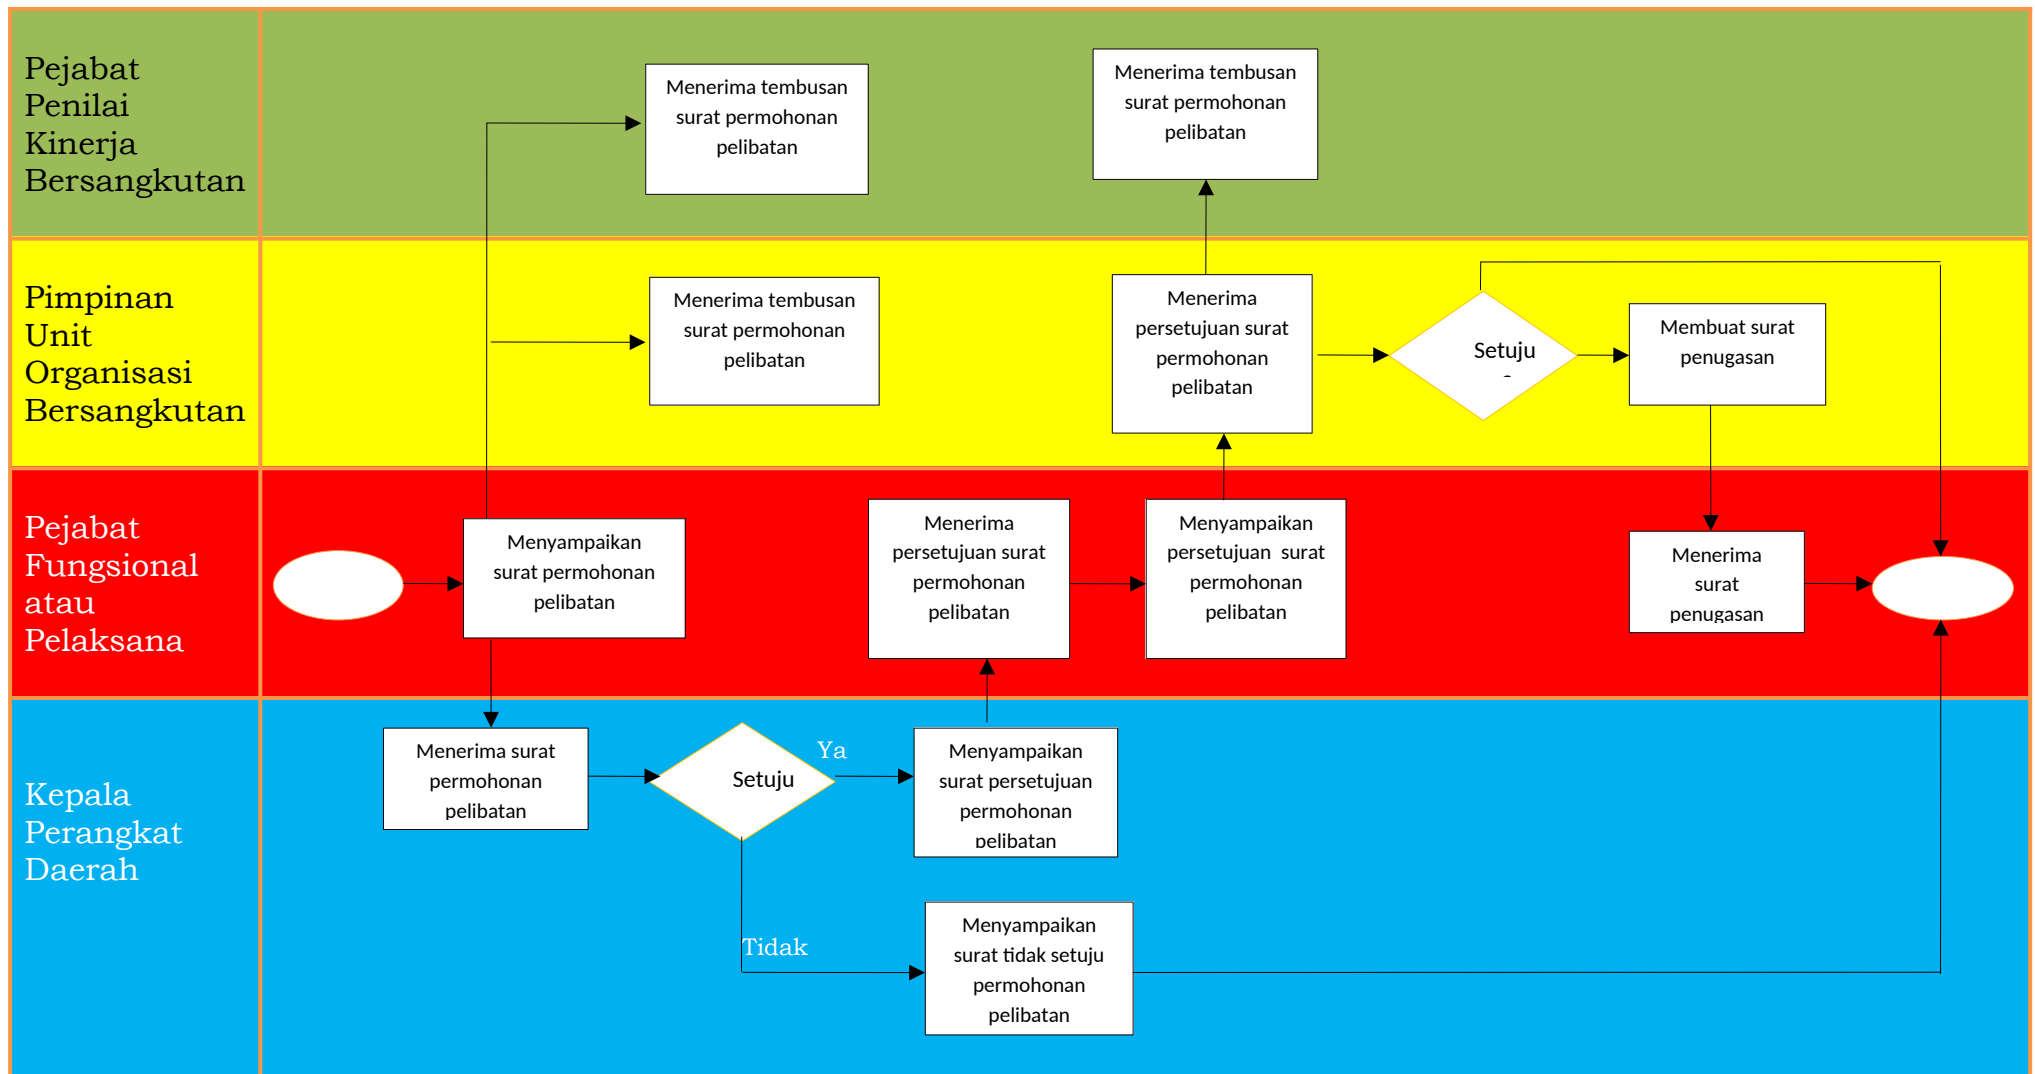 Pejabat
Penilai
Kinerja
Bersangkutan
Menerima tembusan
surat permohonan
pelibatan
Menerima tembusan
surat permohonan
pelibatan
Pimpinan
Unit
Organisasi
Bersangkutan
Menerima tembusan
surat permohonan
pelibatan
Menerima
persetujuan surat
permohonan
pelibatan
Setuju
Membuat surat
penugasan
Pejabat
Fungsional
atau
Pelaksana
Menyampaikan
surat permohonan
pelibatan
Menerima
persetujuan surat
permohonan
pelibatan
Menyampaikan
persetujuan surat
permohonan
pelibatan
Menerima
surat
penugasan
Kepala
Perangkat
Daerah
Menerima surat
permohonan
pelibatan
Setuju
Ya
Menyampaikan
surat persetujuan
permohonan
pelibatan
Tidak
Menyampaikan
surat tidak setuju
permohonan
pelibatan